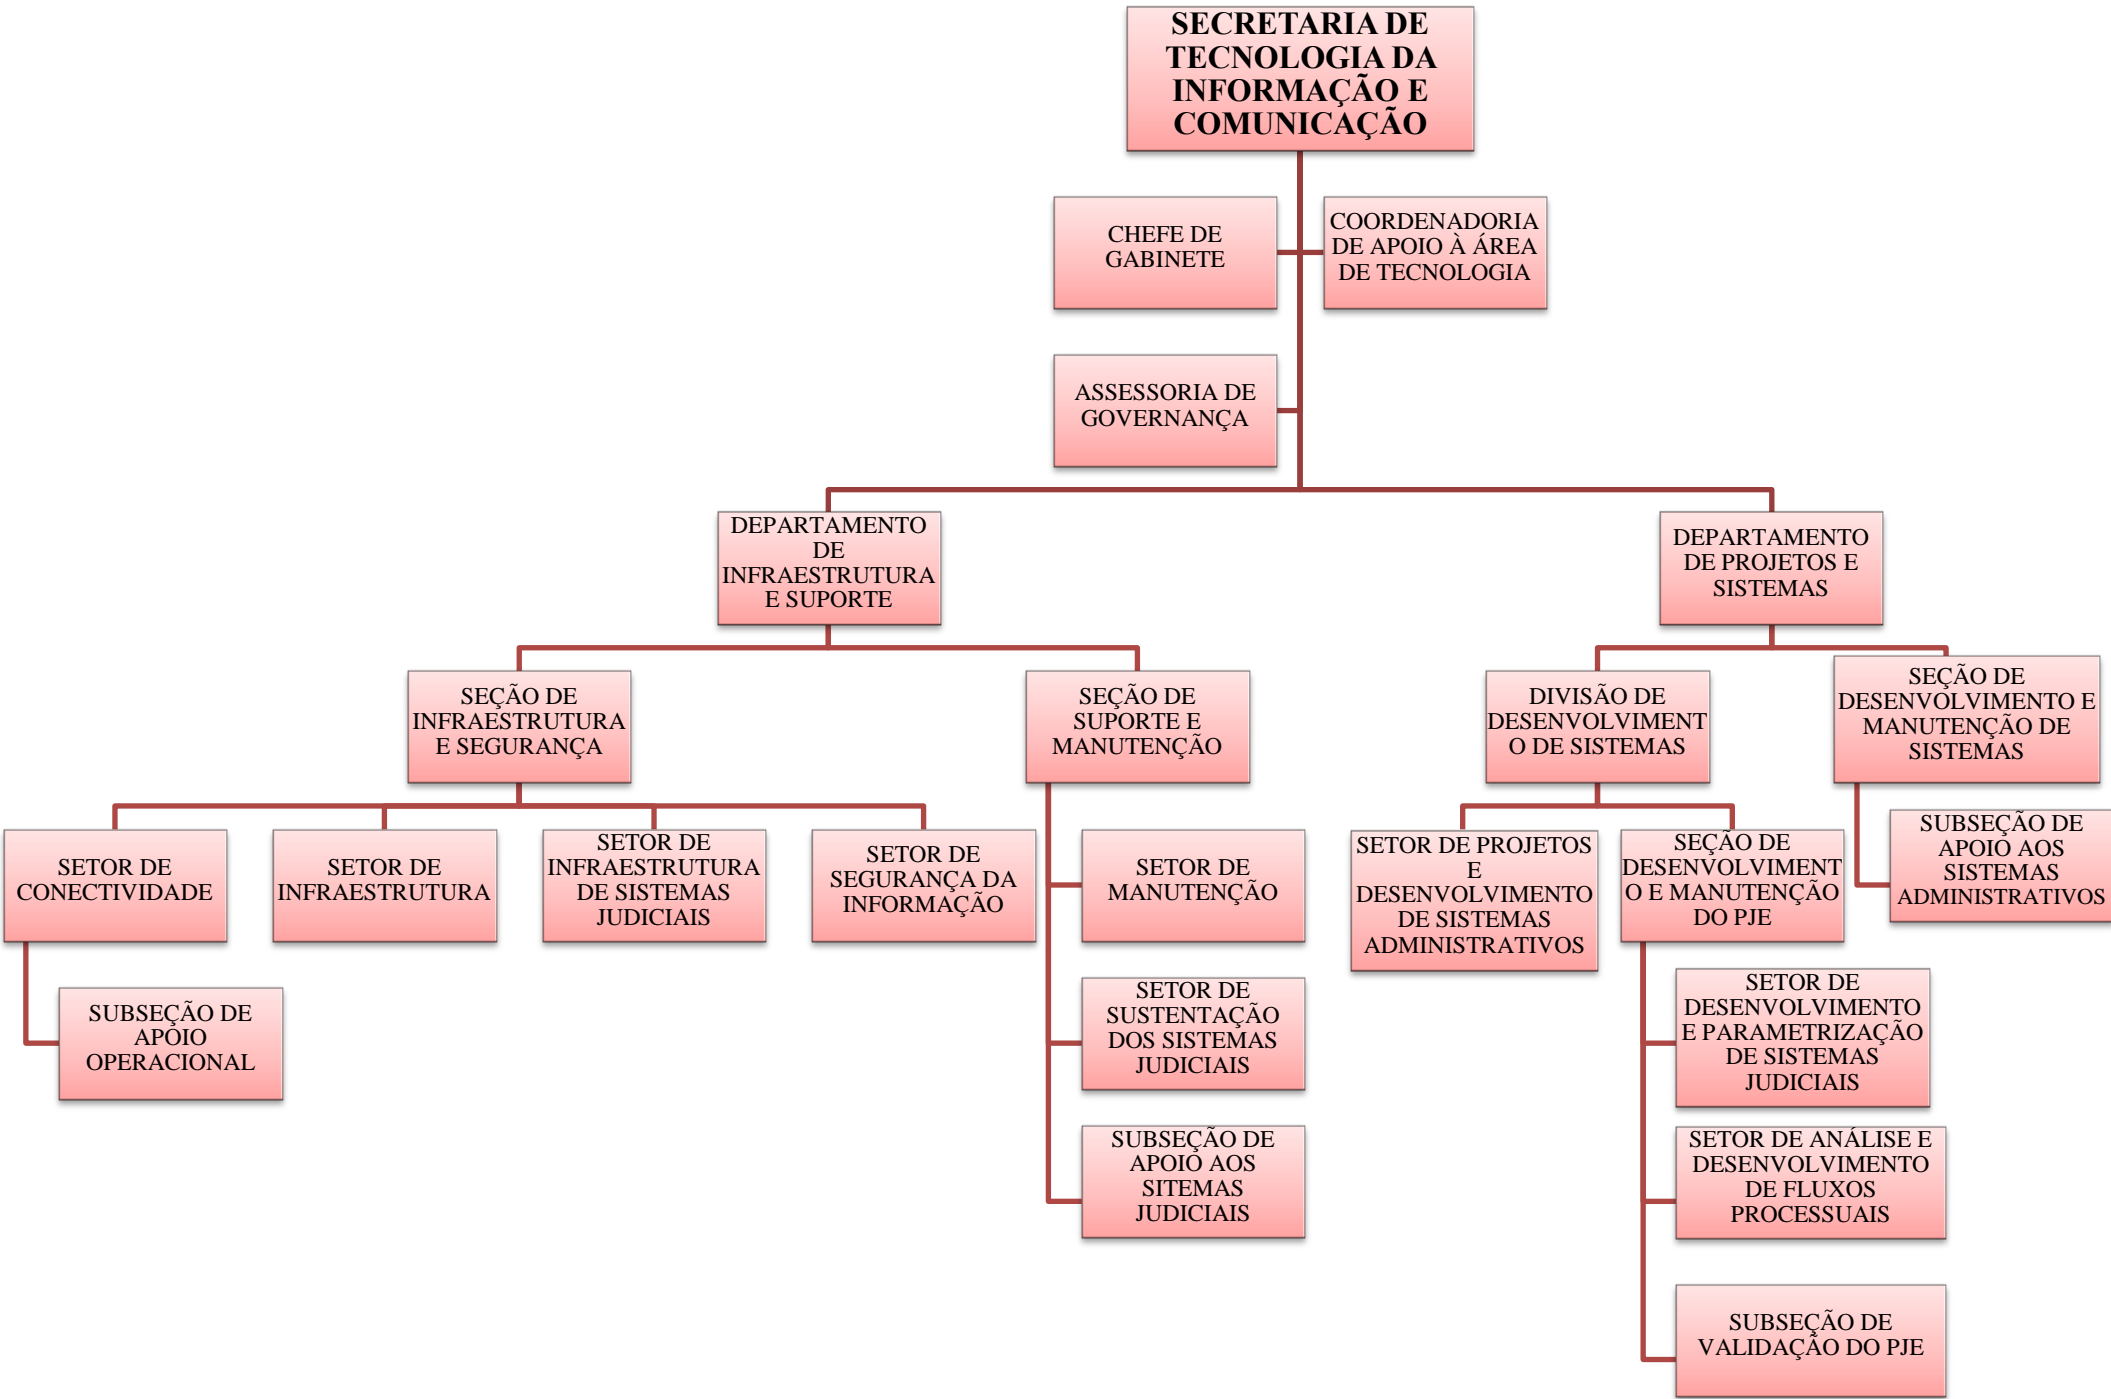 SECRETARIA DE
TECNOLOGIA DA
INFORMAÇÃO E
COMUNICAÇÃO
CHEFE DE
GABINETE
COORDENADORIA
DE APOIO À ÁREA
DE TECNOLOGIA
ASSESSORIA DE
GOVERNANÇA
DEPARTAMENTO
DE
INFRAESTRUTURA
E SUPORTE
DEPARTAMENTO
DE PROJETOS E
SISTEMAS
SEÇÃO DE
INFRAESTRUTURA
E SEGURANÇA
SEÇÃO DE
SUPORTE E
MANUTENÇÃO
DIVISÃO DE
DESENVOLVIMENT
O DE SISTEMAS
SEÇÃO DE
DESENVOLVIMENTO E
MANUTENÇÃO DE
SISTEMAS
SETOR DE
CONECTIVIDADE
SETOR DE
INFRAESTRUTURA
SETOR DE
INFRAESTRUTURA
DE SISTEMAS
JUDICIAIS
SETOR DE
SEGURANÇA DA
INFORMAÇÃO
SETOR DE
MANUTENÇÃO
SETOR DE PROJETOS
E
DESENVOLVIMENTO
DE SISTEMAS
ADMINISTRATIVOS
SEÇÃO DE
DESENVOLVIMENT
O E MANUTENÇÃO
DO PJE
SUBSEÇÃO DE
APOIO AOS
SISTEMAS
ADMINISTRATIVOS
SUBSEÇÃO DE
APOIO
OPERACIONAL
SETOR DE
SUSTENTAÇÃO
DOS SISTEMAS
JUDICIAIS
SETOR DE
DESENVOLVIMENTO
E PARAMETRIZAÇÃO
DE SISTEMAS
JUDICIAIS
SUBSEÇÃO DE
APOIO AOS
SITEMAS
JUDICIAIS
SETOR DE ANÁLISE E
DESENVOLVIMENTO
DE FLUXOS
PROCESSUAIS
SUBSEÇÃO DE
VALIDAÇÃO DO PJE